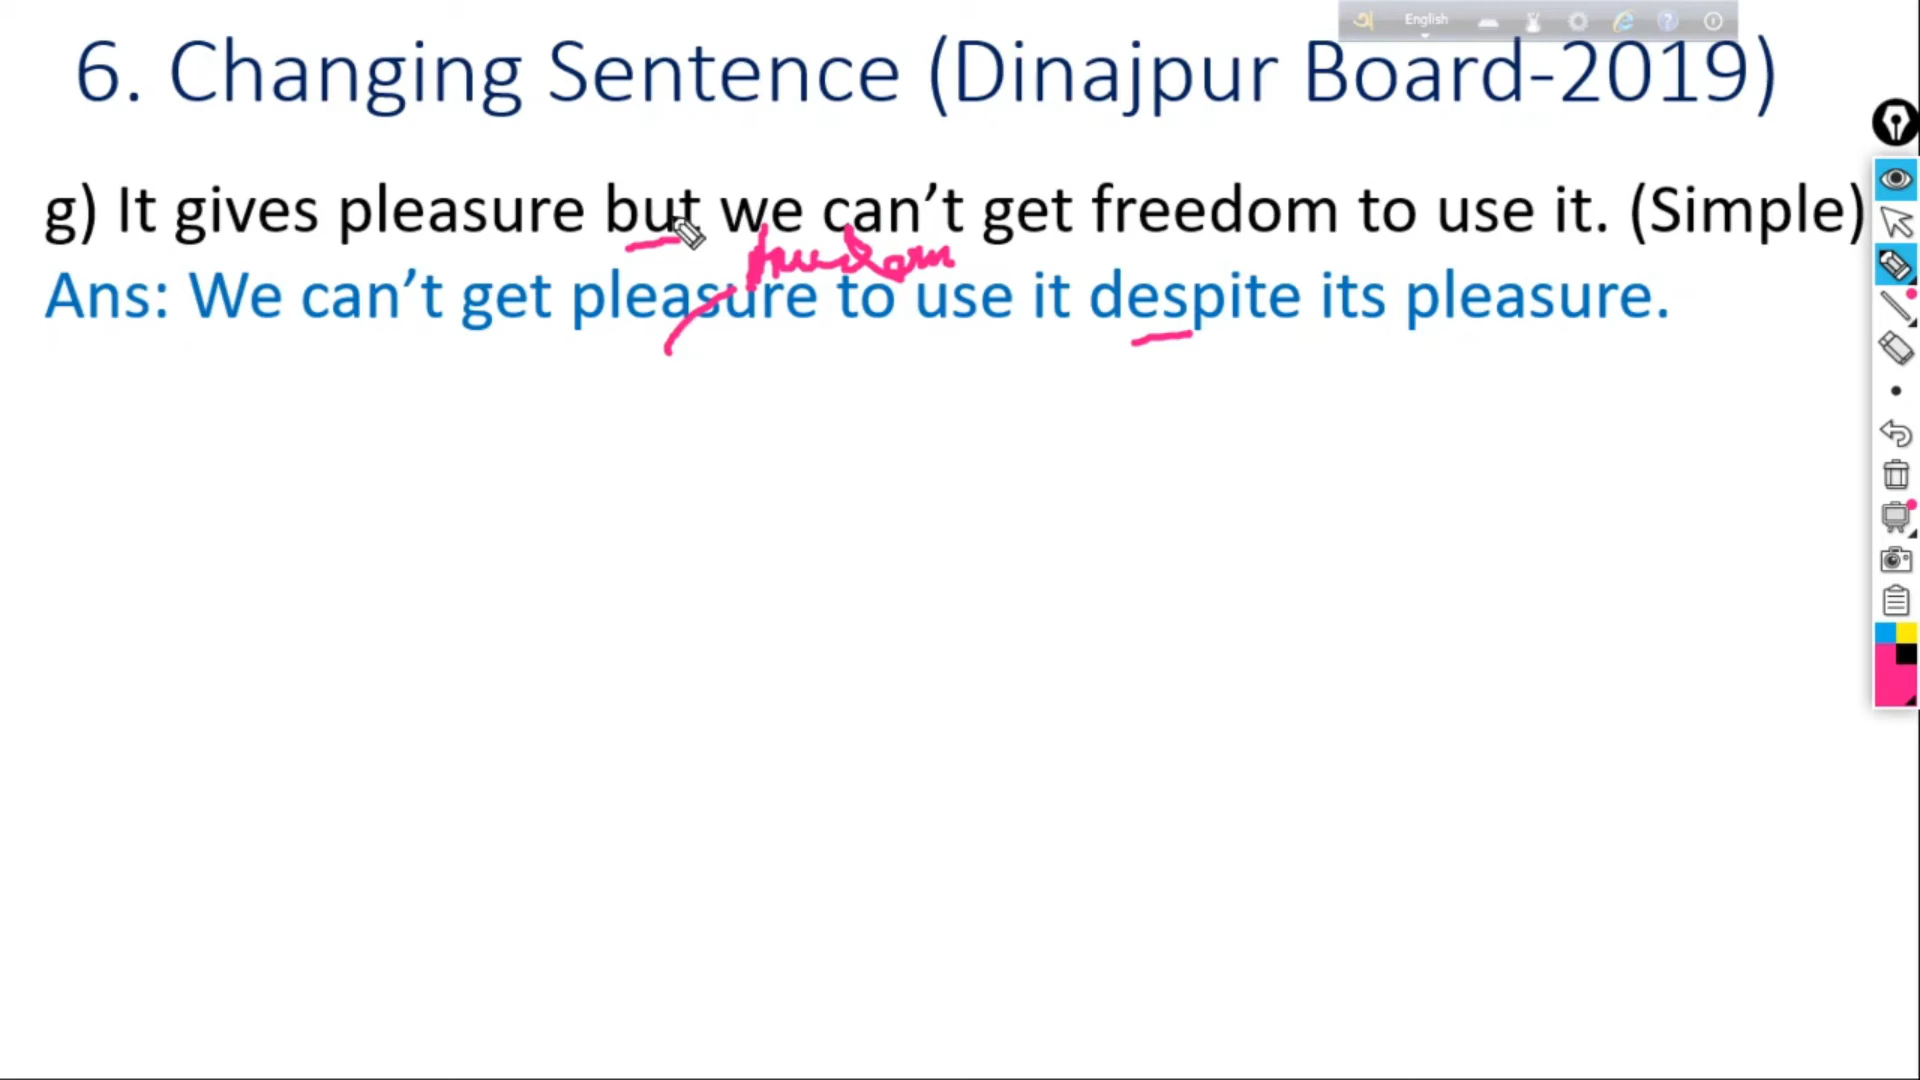 English
6. Changing Sentence (Dinajpur Board-2019)
g) It gives pleasure but we can’t get freedom to use it. (Simple)
freedom
Ans: We can’t get pleasure to use it despite its pleasure.